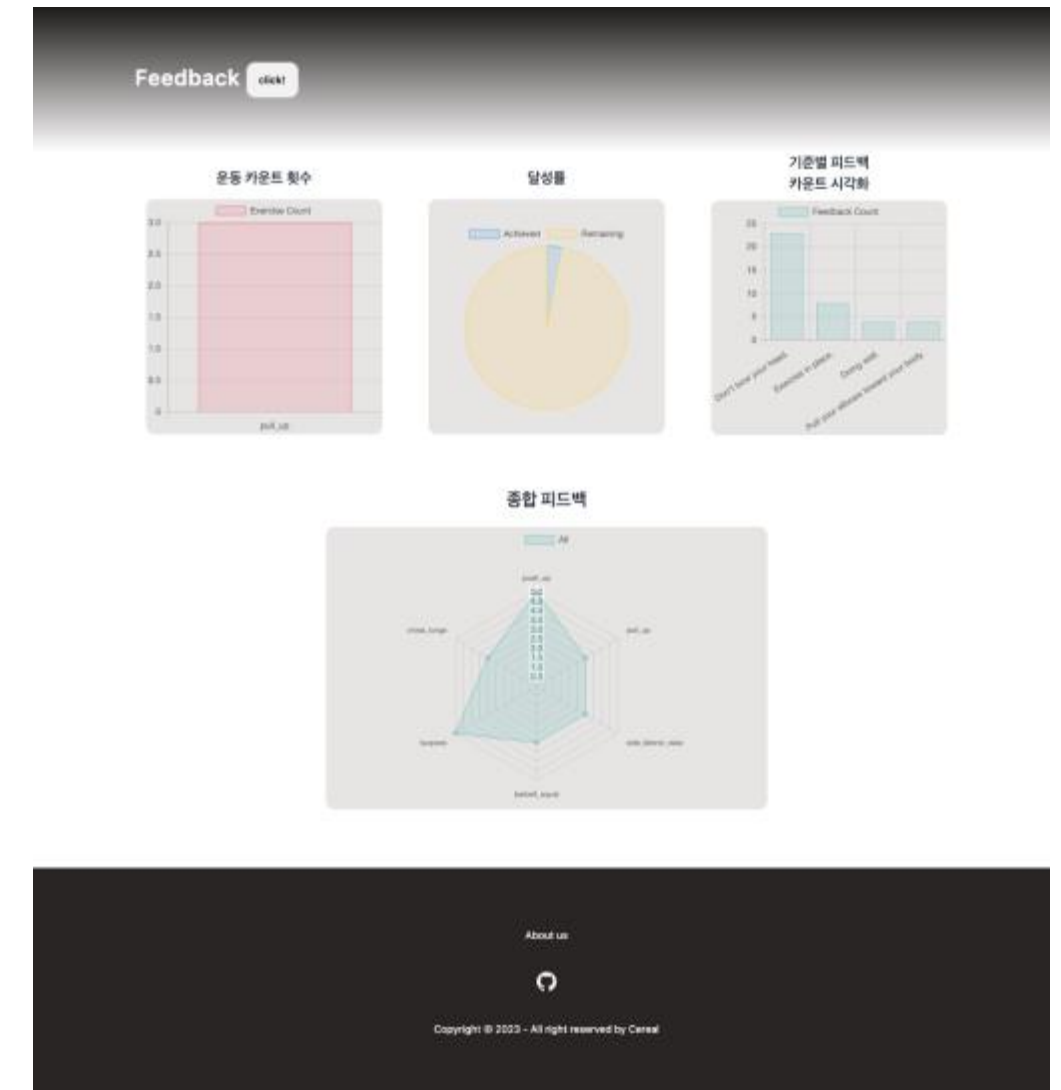 Feedback click!
운동 카운트 횟수
달성률
기준별 피드백
카운트 시각화
Exercise Count
3.0
2.5
2.0
1.5
1.0
0.5
0
pull_up
Achieved Remaining
Feedback Count
25
20
15
10
5
0
Don't bow your head.
Exercise in place.
Doing well.
Pull your elbows toward your body.
종합 피드백
All
push_up
pull_up
cross_lunge
barbell_squat
About us
Copyright © 2023 - All right reserved by Cereal